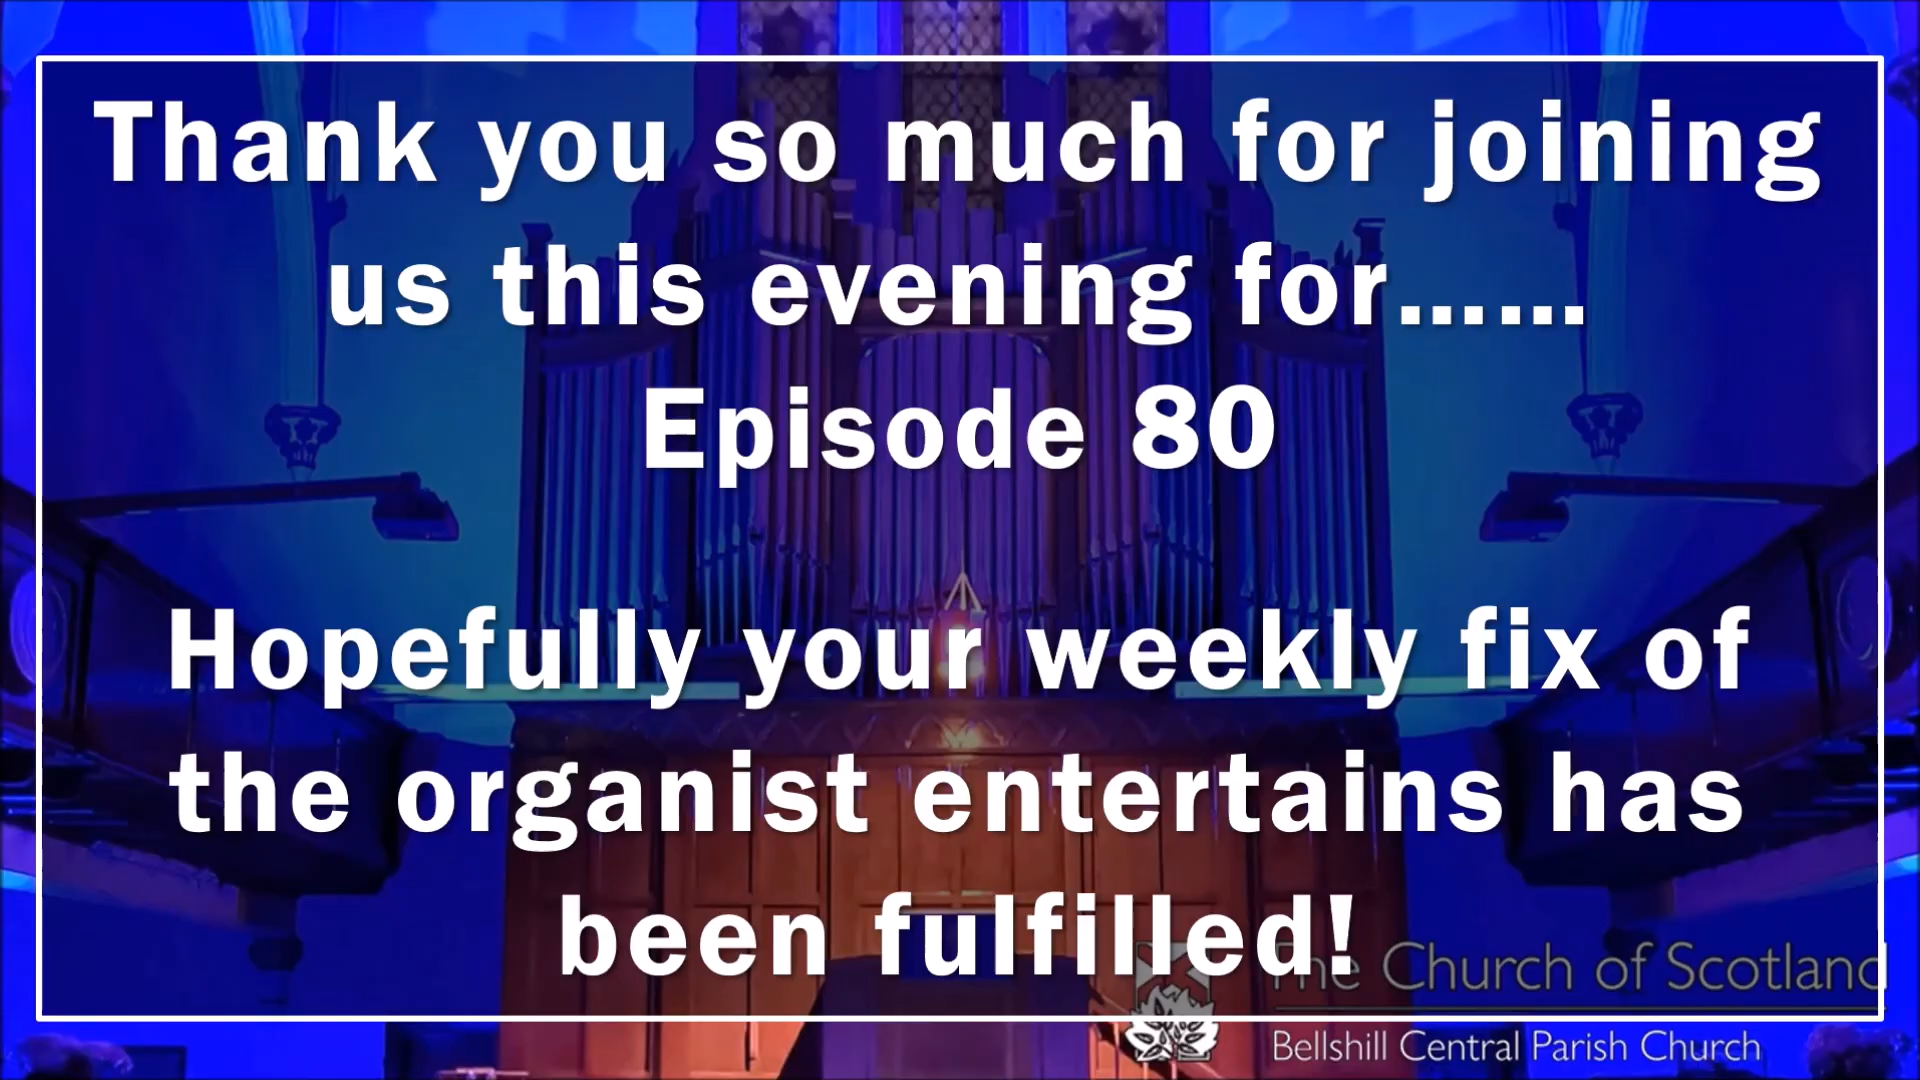 Thank you so much for joining
us this evening for......
Episode 80
Hopefully your weekly fix of
the organist entertains has
been fulfilled!
The Church of Scotland
Bellshill Central Parish Church